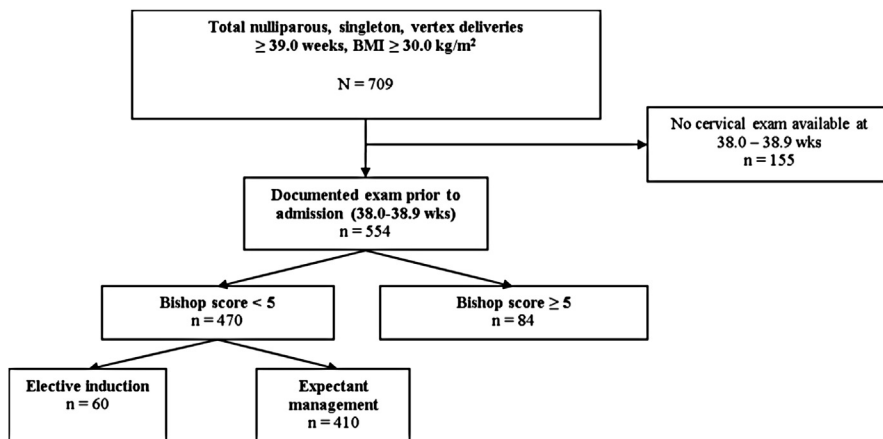 Total nulliparous, singleton, vertex deliveries
≥ 39.0 weeks, BMI ≥ 30.0 kg/m²
N = 709
No cervical exam available at
38.0 – 38.9 wks
n = 155
Documented exam prior to
admission (38.0-38.9 wks)
n = 554
Bishop score < 5
n = 470
Bishop score ≥ 5
n = 84
Elective induction
n = 60
Expectant
management
n = 410